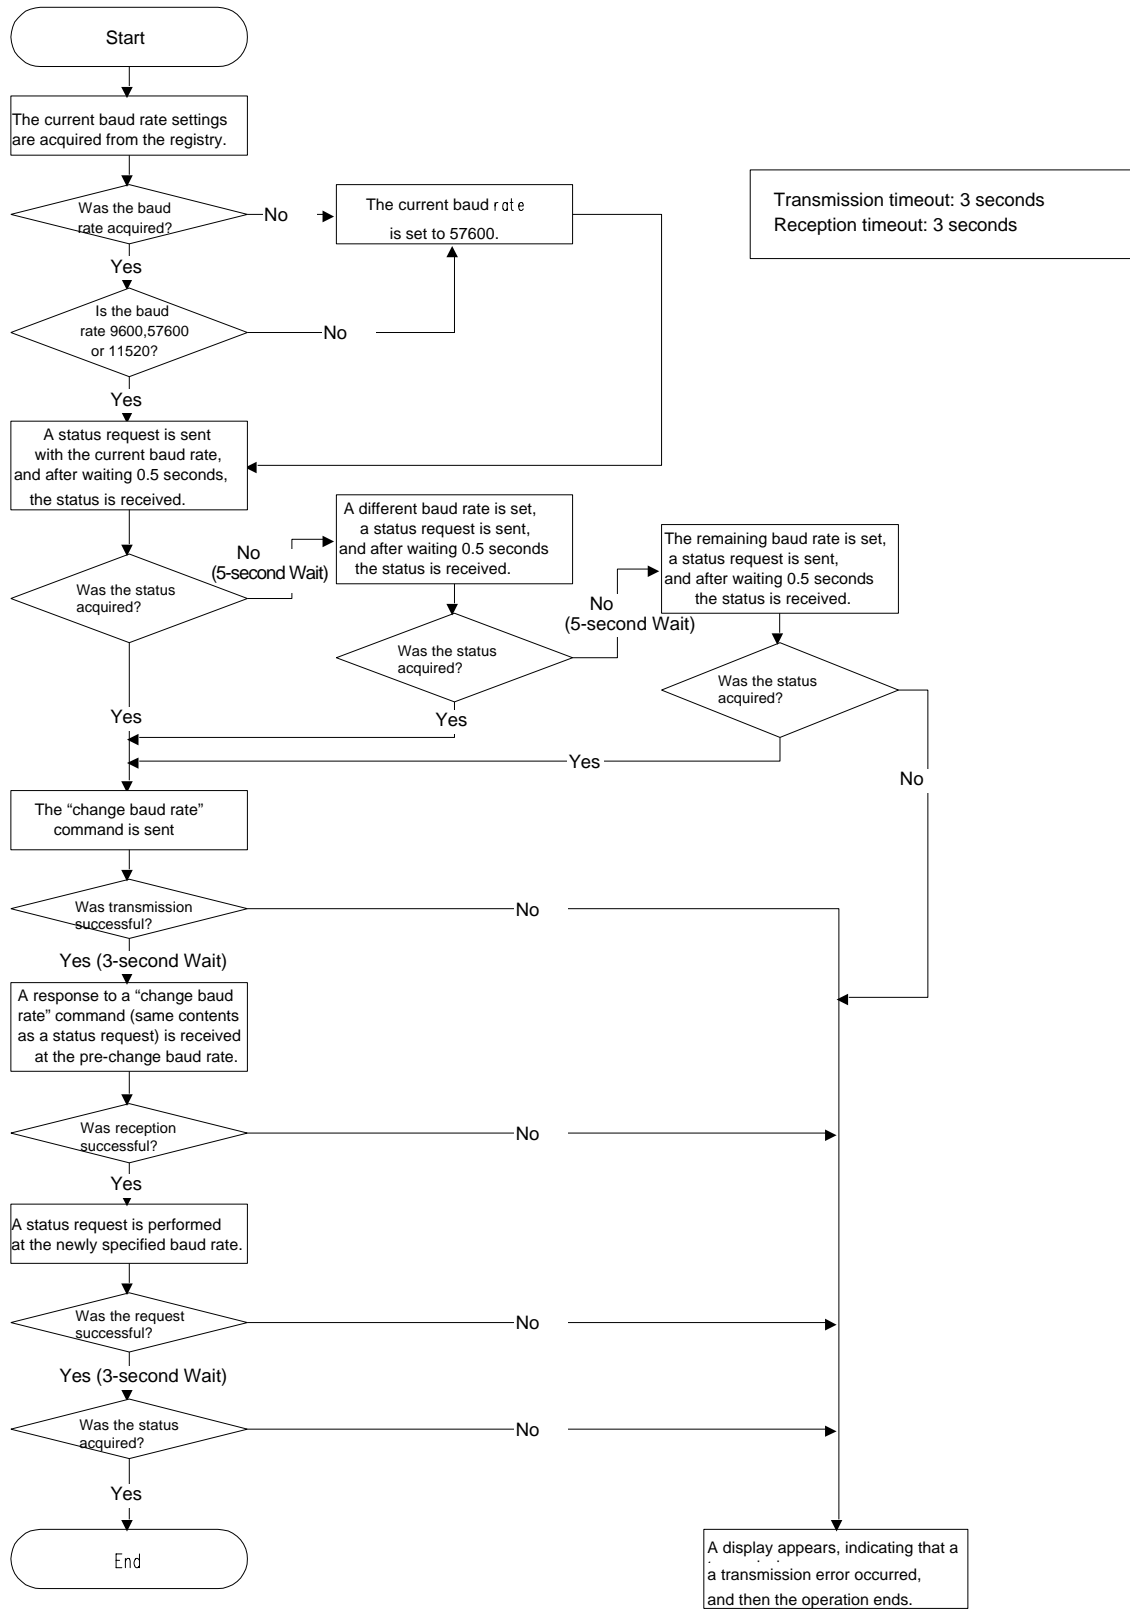 Start
The current baud rate settings
are acquired from the registry.
Was the baud
rate acquired?
No
The current baud rate
is set to 57600.
Transmission timeout: 3 seconds
Reception timeout: 3 seconds
Yes
Is the baud
rate 9600,57600
or 11520?
No
Yes
A status request is sent
with the current baud rate,
and after waiting 0.5 seconds,
the status is received.
A different baud rate is set,
a status request is sent,
and after waiting 0.5 seconds
the status is received.
The remaining baud rate is set,
a status request is sent,
and after waiting 0.5 seconds
the status is received.
No
(5-second Wait)
Was the status
acquired?
No
(5-second Wait)
Was the status
acquired?
Was the status
acquired?
Yes
Yes
Yes
No
The “change baud rate”
command is sent
Was transmission
successful?
No
Yes (3-second Wait)
A response to a “change baud
rate” command (same contents
as a status request) is received
at the pre-change baud rate.
Was reception
successful?
No
Yes
A status request is performed
at the newly specified baud rate.
Was the request
successful?
No
Yes (3-second Wait)
Was the status
acquired?
No
Yes
End
A display appears, indicating that a
a transmission error occurred,
and then the operation ends.